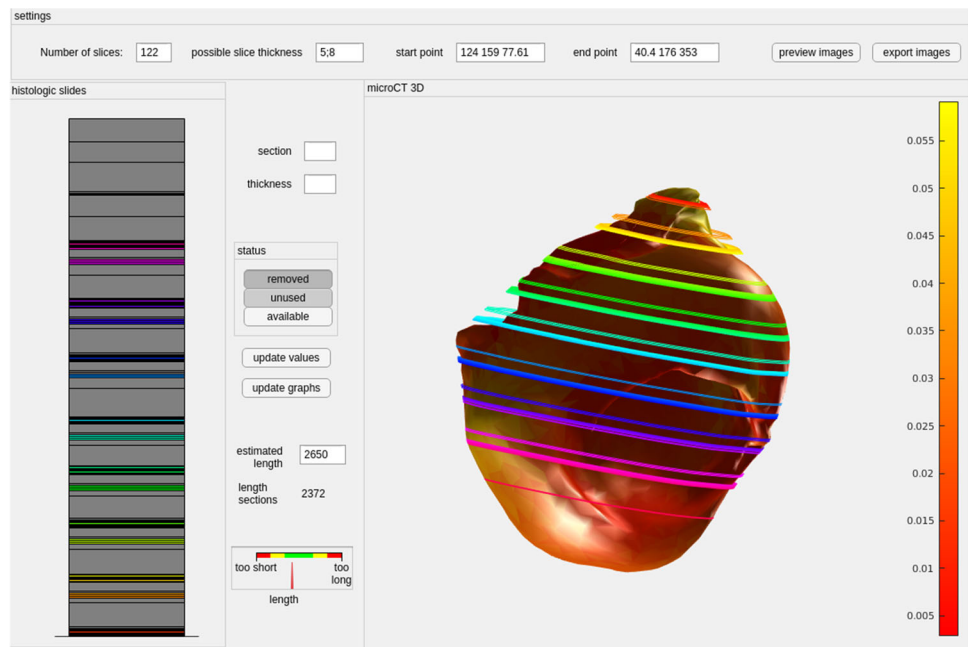 settings
Number of slices: 122 possible slice thickness 5;8 start point 124 159 77.61 end point 40.4 176 353 preview images export images
histologic slides
microCT 3D
section
thickness
status
removed
unused
available
update values
update graphs
estimated length 2650
length sections 2372
too short too long
length
0.055
0.05
0.045
0.04
0.035
0.03
0.025
0.02
0.015
0.01
0.005